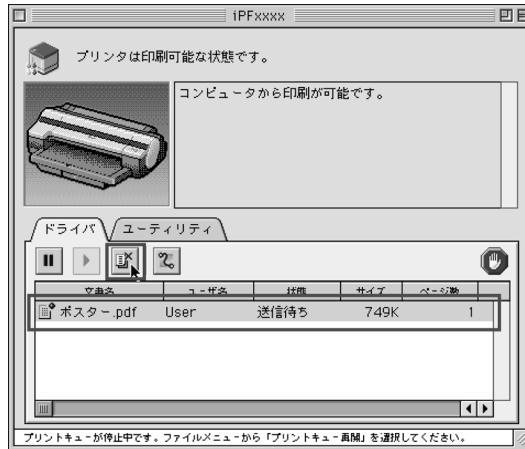 iPFxxxx
プリンタは印刷可能な状態です。
コンピュータから印刷が可能です。
ドライバ ユーティリティ
文書名 ユーザ名 状態 サイズ ページ数
ポスター.pdf User 送信待ち 749K 1
プリントキューが停止中です。ファイルメニューから「プリントキュー再開」を選択してください。